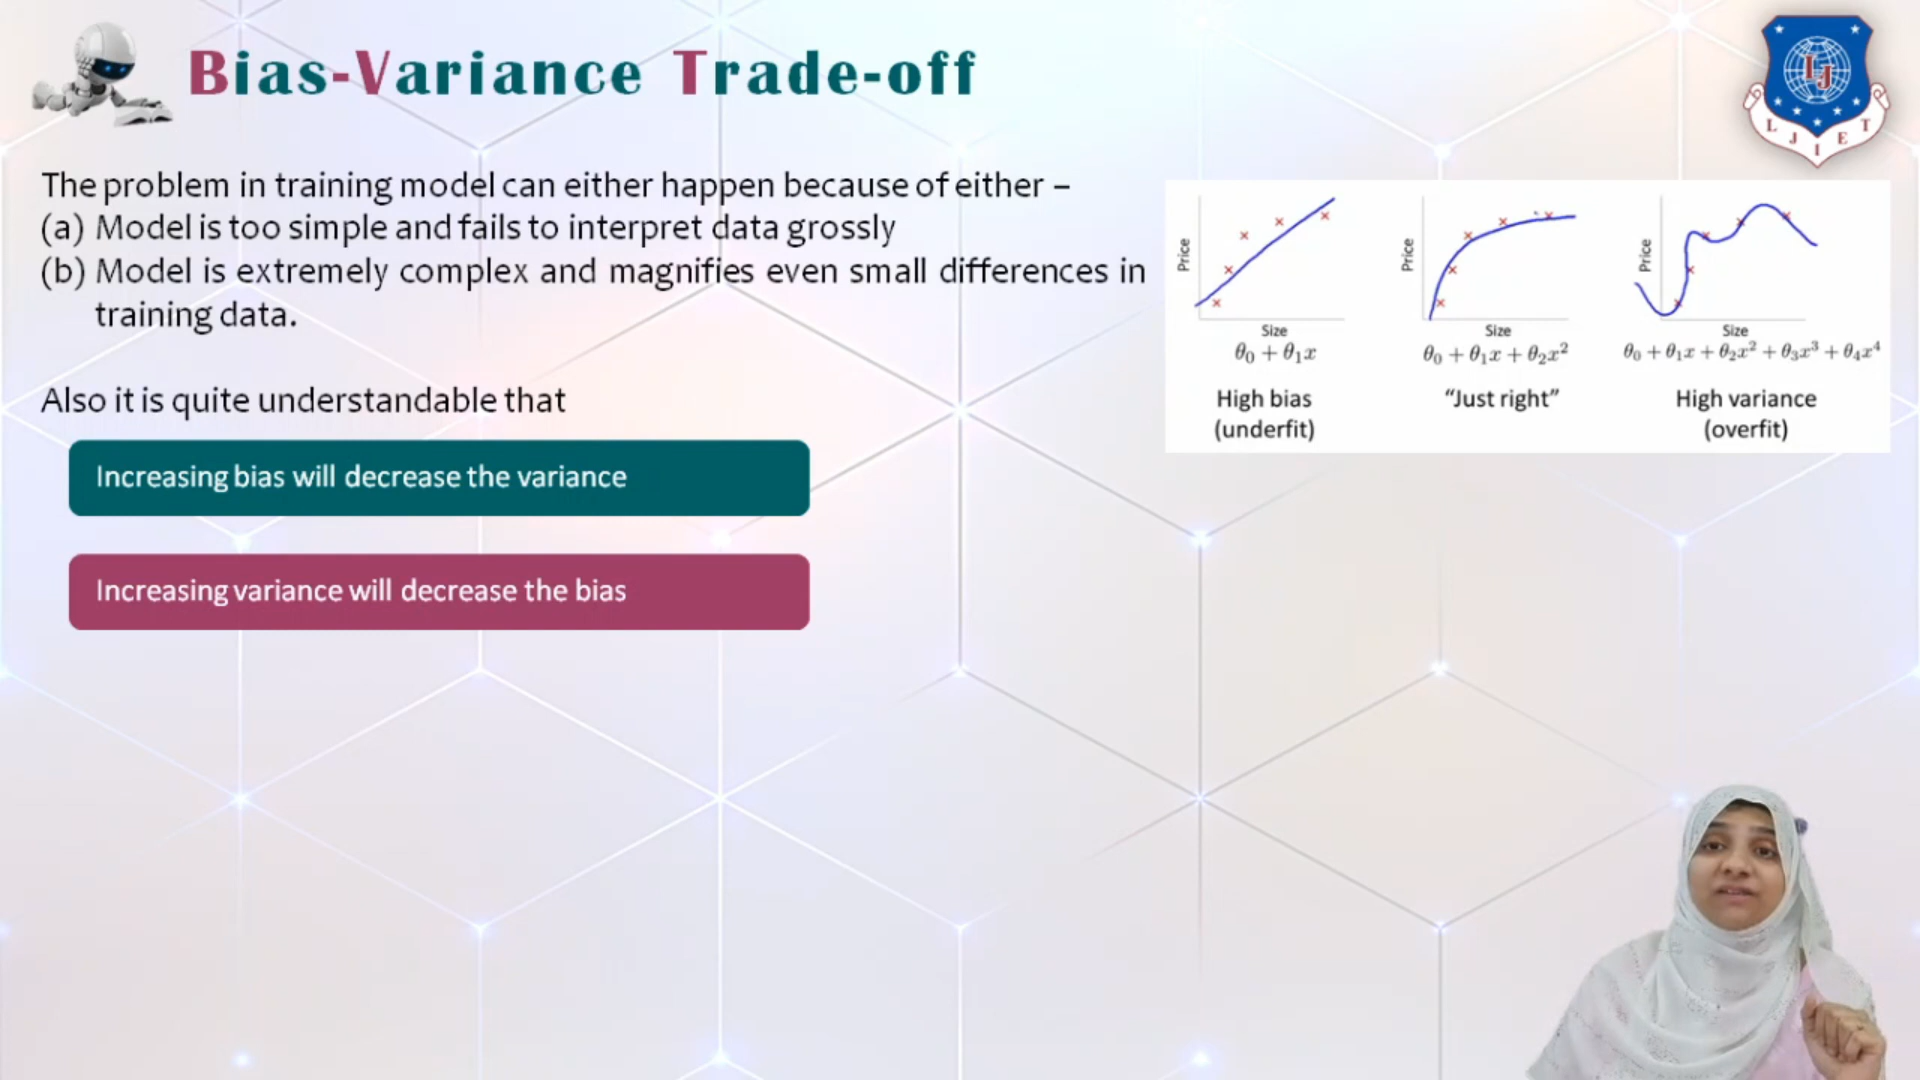 Bias-Variance Trade-off
The problem in training model can either happen because of either –
(a) Model is too simple and fails to interpret data grossly
(b) Model is extremely complex and magnifies even small differences in
training data.
Also it is quite understandable that
Increasing bias will decrease the variance
Increasing variance will decrease the bias
Price
Size
θ₀ + θ₁x
High bias
(underfit)
Price
Size
θ₀ + θ₁x + θ₂x²
“Just right”
Price
Size
θ₀ + θ₁x + θ₂x² + θ₃x³ + θ₄x⁴
High variance
(overfit)
LJ
L J I E T